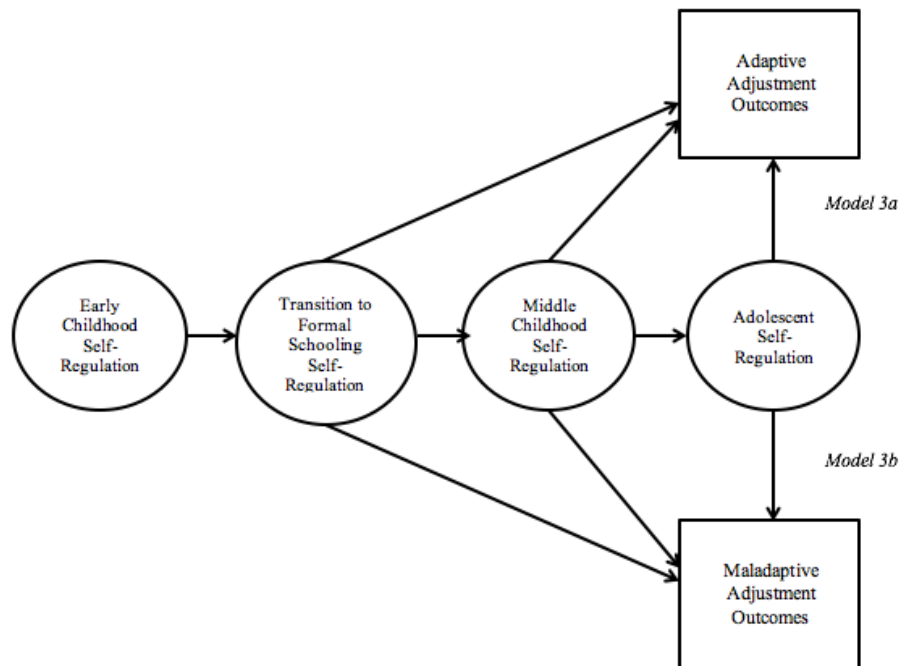 Adaptive
Adjustment
Outcomes
Model 3a
Early
Childhood
Self-
Regulation
Transition to
Formal
Schooling
Self-
Regulation
Middle
Childhood
Self-
Regulation
Adolescent
Self-
Regulation
Model 3b
Maladaptive
Adjustment
Outcomes